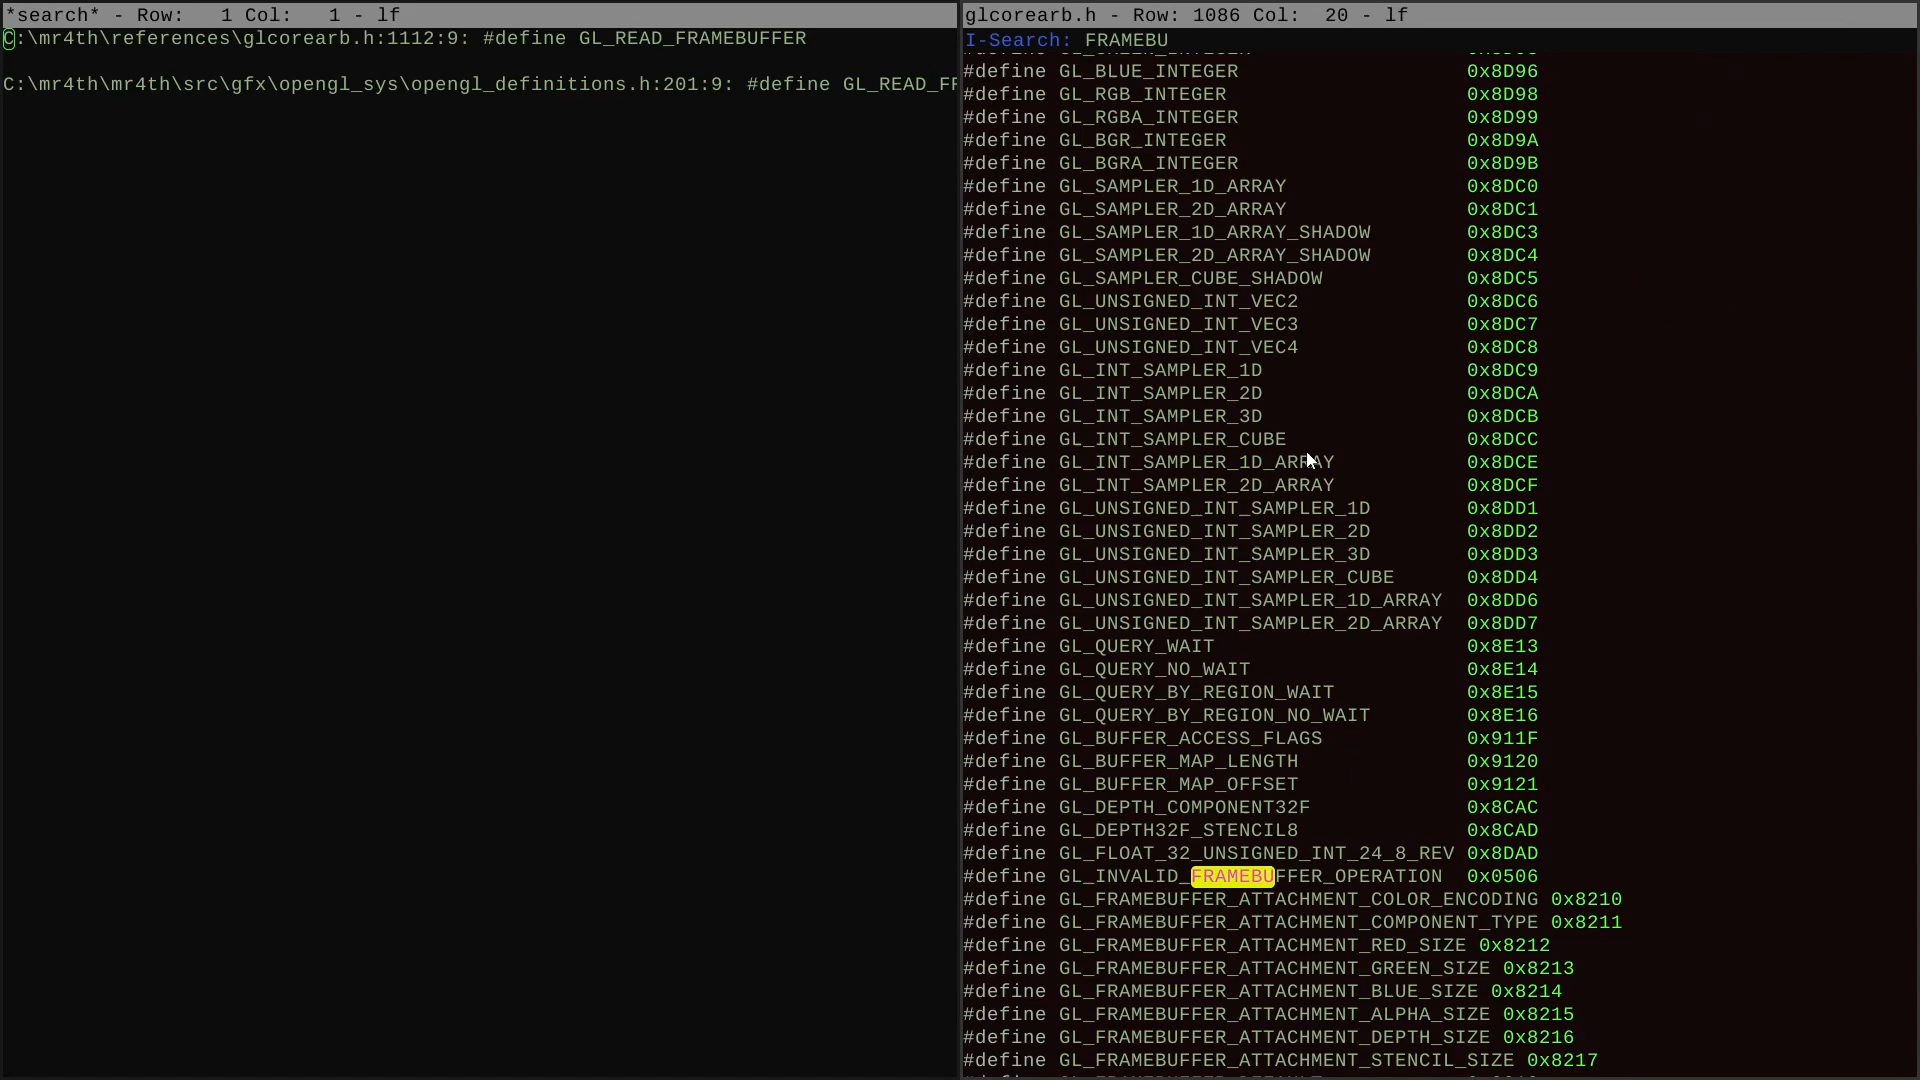 *search* - Row:   1 Col:   1 - lf
C:\mr4th\references\glcorearb.h:1112:9: #define GL_READ_FRAMEBUFFER
C:\mr4th\mr4th\src\gfx\opengl_sys\opengl_definitions.h:201:9: #define GL_READ_FR
glcorearb.h - Row: 1086 Col:  20 - lf
I-Search: FRAMEBU
#define GL_BLUE_INTEGER                   0x8D96
#define GL_RGB_INTEGER                    0x8D98
#define GL_RGBA_INTEGER                   0x8D99
#define GL_BGR_INTEGER                    0x8D9A
#define GL_BGRA_INTEGER                   0x8D9B
#define GL_SAMPLER_1D_ARRAY               0x8DC0
#define GL_SAMPLER_2D_ARRAY               0x8DC1
#define GL_SAMPLER_1D_ARRAY_SHADOW        0x8DC3
#define GL_SAMPLER_2D_ARRAY_SHADOW        0x8DC4
#define GL_SAMPLER_CUBE_SHADOW            0x8DC5
#define GL_UNSIGNED_INT_VEC2              0x8DC6
#define GL_UNSIGNED_INT_VEC3              0x8DC7
#define GL_UNSIGNED_INT_VEC4              0x8DC8
#define GL_INT_SAMPLER_1D                 0x8DC9
#define GL_INT_SAMPLER_2D                 0x8DCA
#define GL_INT_SAMPLER_3D                 0x8DCB
#define GL_INT_SAMPLER_CUBE               0x8DCC
#define GL_INT_SAMPLER_1D_ARRAY           0x8DCE
#define GL_INT_SAMPLER_2D_ARRAY           0x8DCF
#define GL_UNSIGNED_INT_SAMPLER_1D        0x8DD1
#define GL_UNSIGNED_INT_SAMPLER_2D        0x8DD2
#define GL_UNSIGNED_INT_SAMPLER_3D        0x8DD3
#define GL_UNSIGNED_INT_SAMPLER_CUBE      0x8DD4
#define GL_UNSIGNED_INT_SAMPLER_1D_ARRAY  0x8DD6
#define GL_UNSIGNED_INT_SAMPLER_2D_ARRAY  0x8DD7
#define GL_QUERY_WAIT                     0x8E13
#define GL_QUERY_NO_WAIT                  0x8E14
#define GL_QUERY_BY_REGION_WAIT           0x8E15
#define GL_QUERY_BY_REGION_NO_WAIT        0x8E16
#define GL_BUFFER_ACCESS_FLAGS            0x911F
#define GL_BUFFER_MAP_LENGTH              0x9120
#define GL_BUFFER_MAP_OFFSET              0x9121
#define GL_DEPTH_COMPONENT32F             0x8CAC
#define GL_DEPTH32F_STENCIL8              0x8CAD
#define GL_FLOAT_32_UNSIGNED_INT_24_8_REV 0x8DAD
#define GL_INVALID_FRAMEBUFFER_OPERATION  0x0506
#define GL_FRAMEBUFFER_ATTACHMENT_COLOR_ENCODING 0x8210
#define GL_FRAMEBUFFER_ATTACHMENT_COMPONENT_TYPE 0x8211
#define GL_FRAMEBUFFER_ATTACHMENT_RED_SIZE 0x8212
#define GL_FRAMEBUFFER_ATTACHMENT_GREEN_SIZE 0x8213
#define GL_FRAMEBUFFER_ATTACHMENT_BLUE_SIZE 0x8214
#define GL_FRAMEBUFFER_ATTACHMENT_ALPHA_SIZE 0x8215
#define GL_FRAMEBUFFER_ATTACHMENT_DEPTH_SIZE 0x8216
#define GL_FRAMEBUFFER_ATTACHMENT_STENCIL_SIZE 0x8217